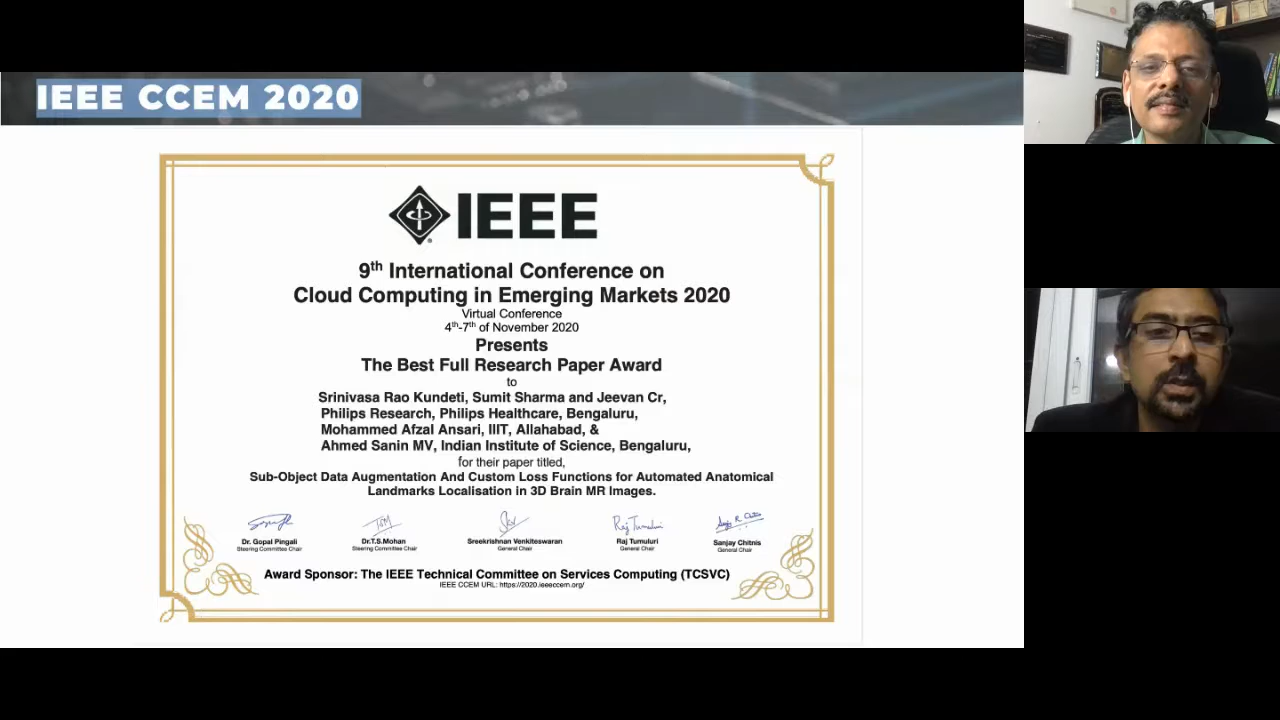 IEEE CCEM 2020
IEEE
9th International Conference on
Cloud Computing in Emerging Markets 2020
Virtual Conference
4th-7th of November 2020
Presents
The Best Full Research Paper Award
to
Srinivasa Rao Kundeti, Sumit Sharma and Jeevan Cr,
Philips Research, Philips Healthcare, Bengaluru,
Mohammed Afzal Ansari, IIIT, Allahabad, &
Ahmed Sanin MV, Indian Institute of Science, Bengaluru,
for their paper titled,
Sub-Object Data Augmentation And Custom Loss Functions for Automated Anatomical
Landmarks Localisation in 3D Brain MR Images.
TSM
Raj Tumuluri
Sanjay R. Chitnis
Dr. Gopal Pingali
Steering Committee Chair
Dr.T.S.Mohan
Steering Committee Chair
Sreekrishnan Venkiteswaran
General Chair
Raj Tumuluri
General Chair
Sanjay Chitnis
General Chair
Award Sponsor: The IEEE Technical Committee on Services Computing (TCSVC)
IEEE CCEM URL: https://2020.ieeeccem.org/